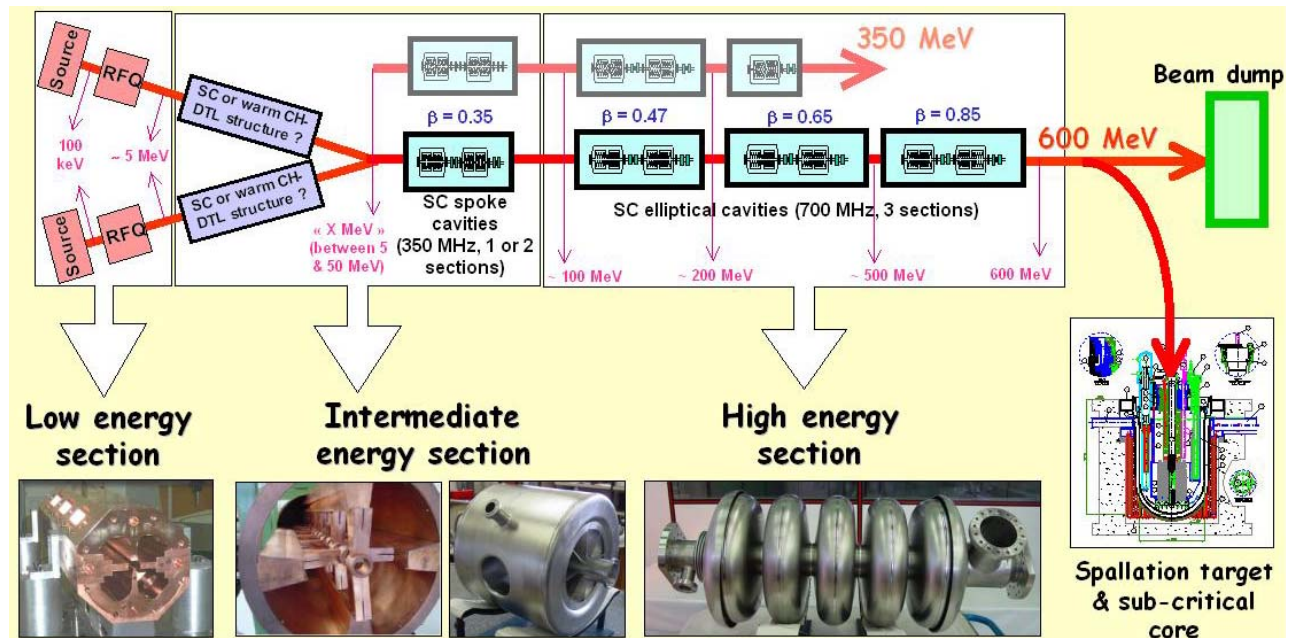 350 MeV
Beam dump
Source
RFQ
SC or warm CH-
DTL structure ?
β = 0.35
β = 0.47
β = 0.65
β = 0.85
600 MeV
100
keV
~ 5 MeV
SC or warm CH-
DTL structure ?
RFQ
Source
« X MeV »
(between 5
& 50 MeV)
SC spoke
cavities
(350 MHz, 1 or 2
sections)
SC elliptical cavities (700 MHz, 3 sections)
~ 100 MeV
~ 200 MeV
~ 500 MeV
600 MeV
Low energy
section
Intermediate
energy section
High energy
section
Spallation target
& sub-critical
core